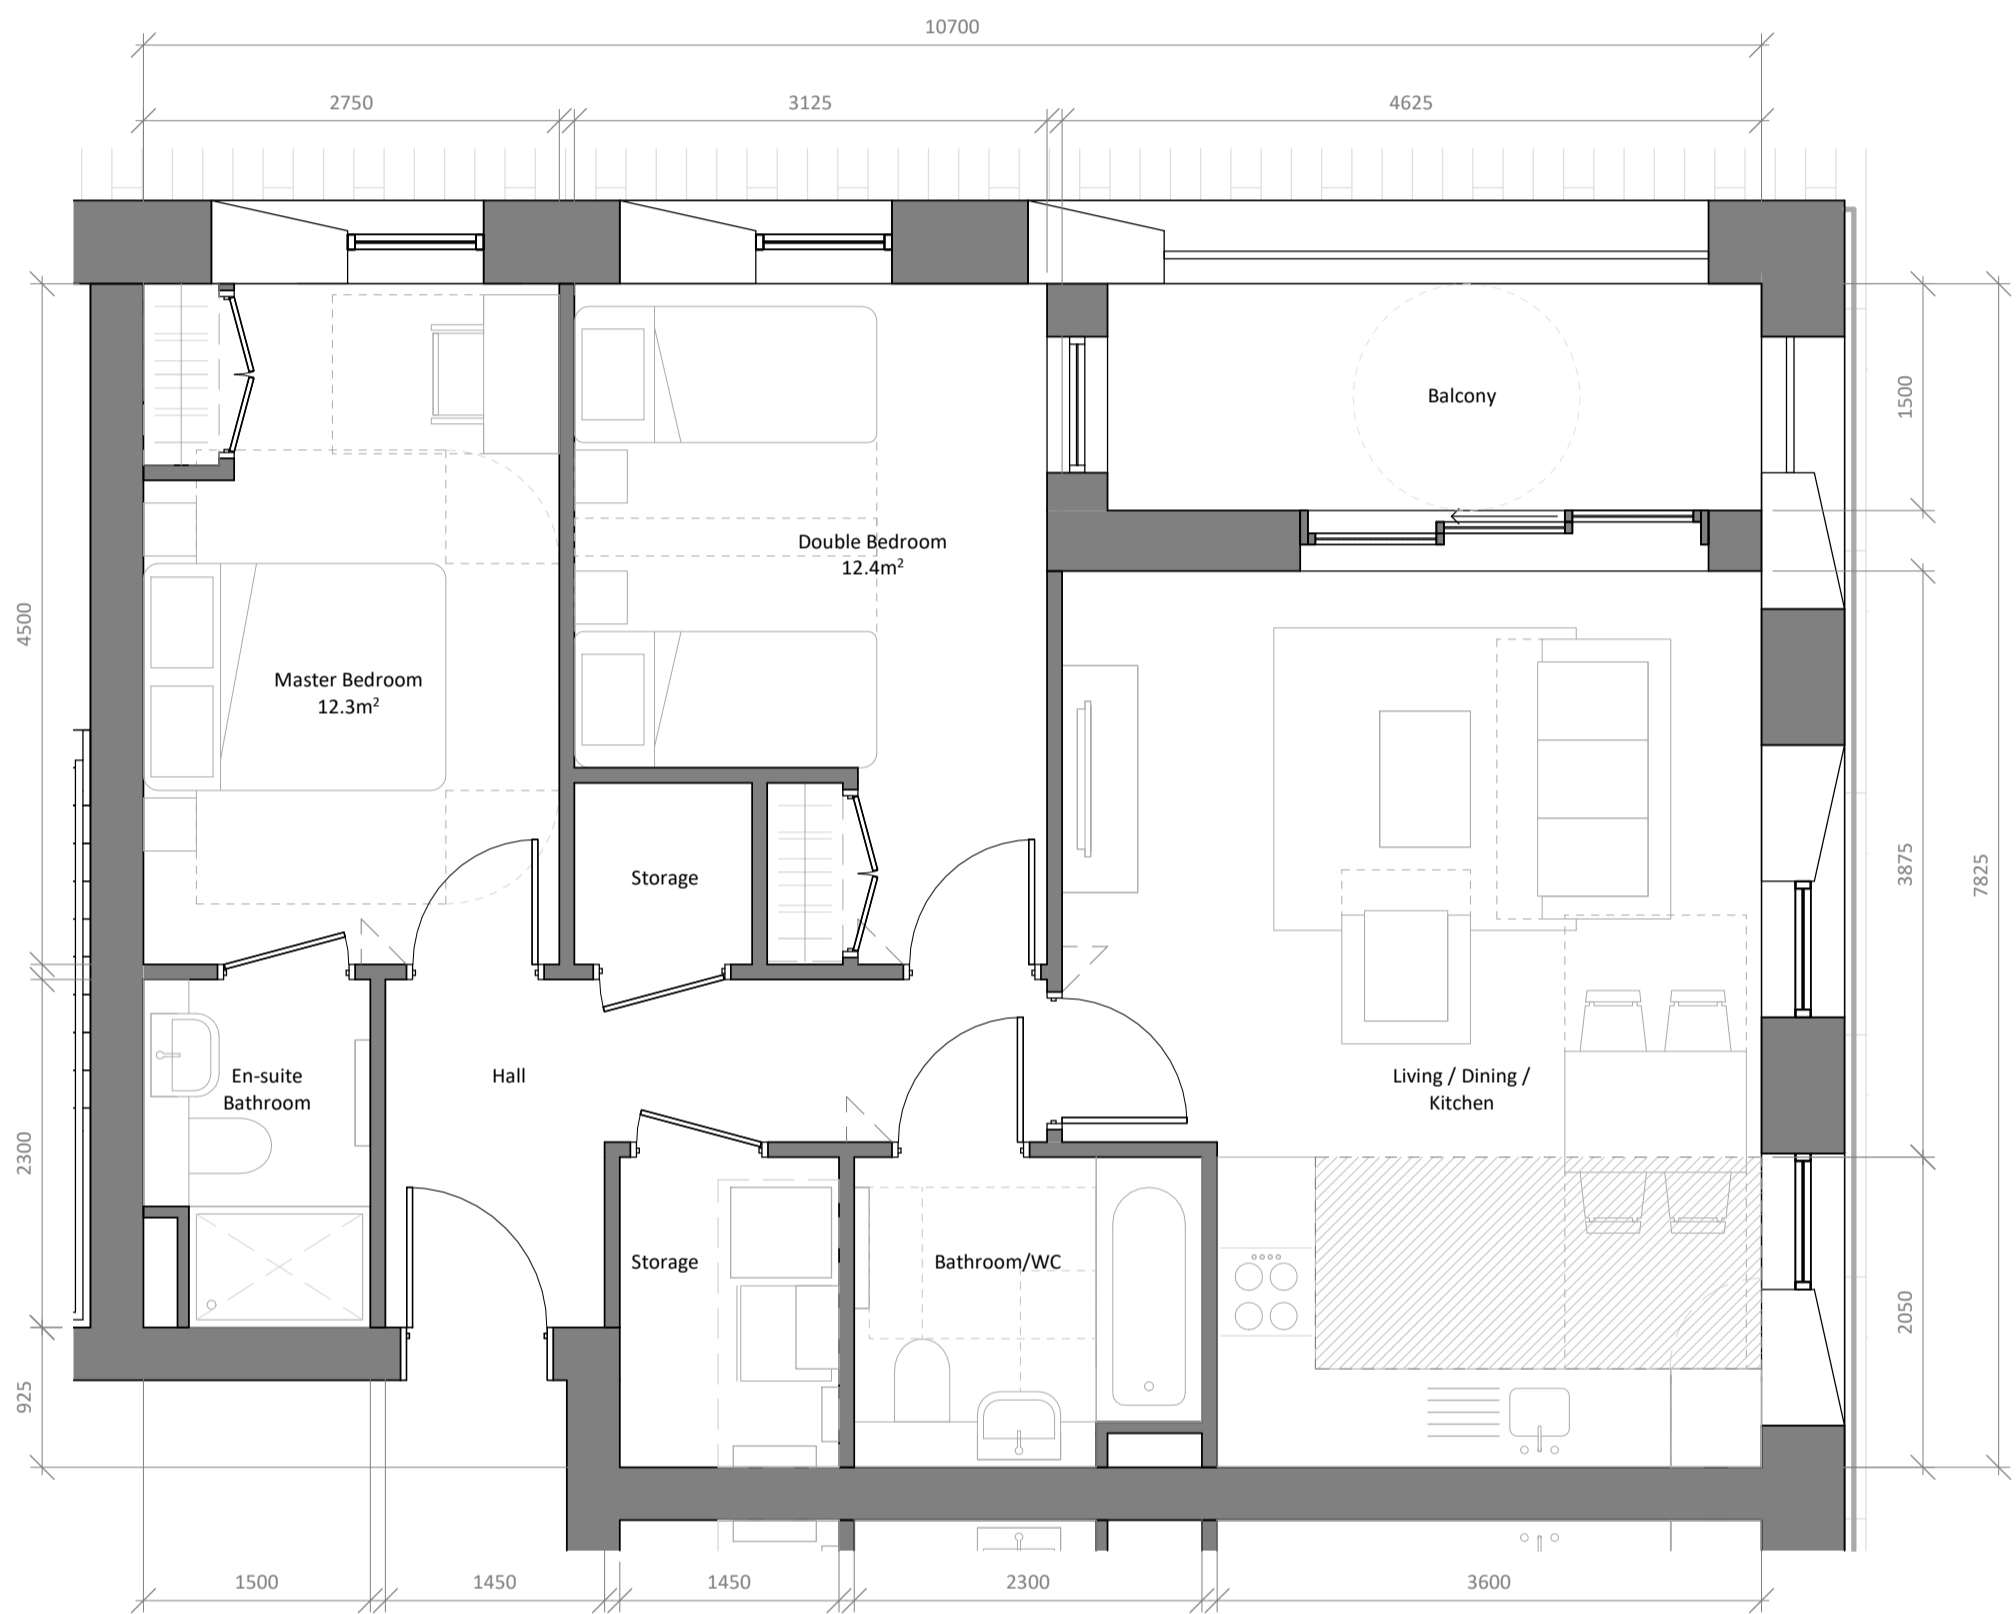 10700
2750
3125
4625
Balcony
1500
Double Bedroom
12.4m²
4500
Master Bedroom
12.3m²
Storage
3875
7825
En-suite
Bathroom
Hall
Living / Dining /
Kitchen
2300
Storage
Bathroom/WC
2050
925
1500
1450
1450
2300
3600